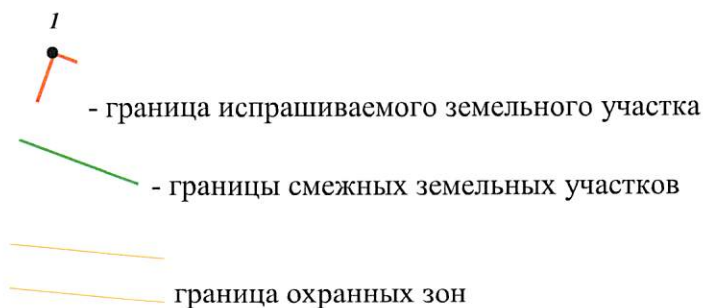 1
- граница испрашиваемого земельного участка
- границы смежных земельных участков
граница охранных зон